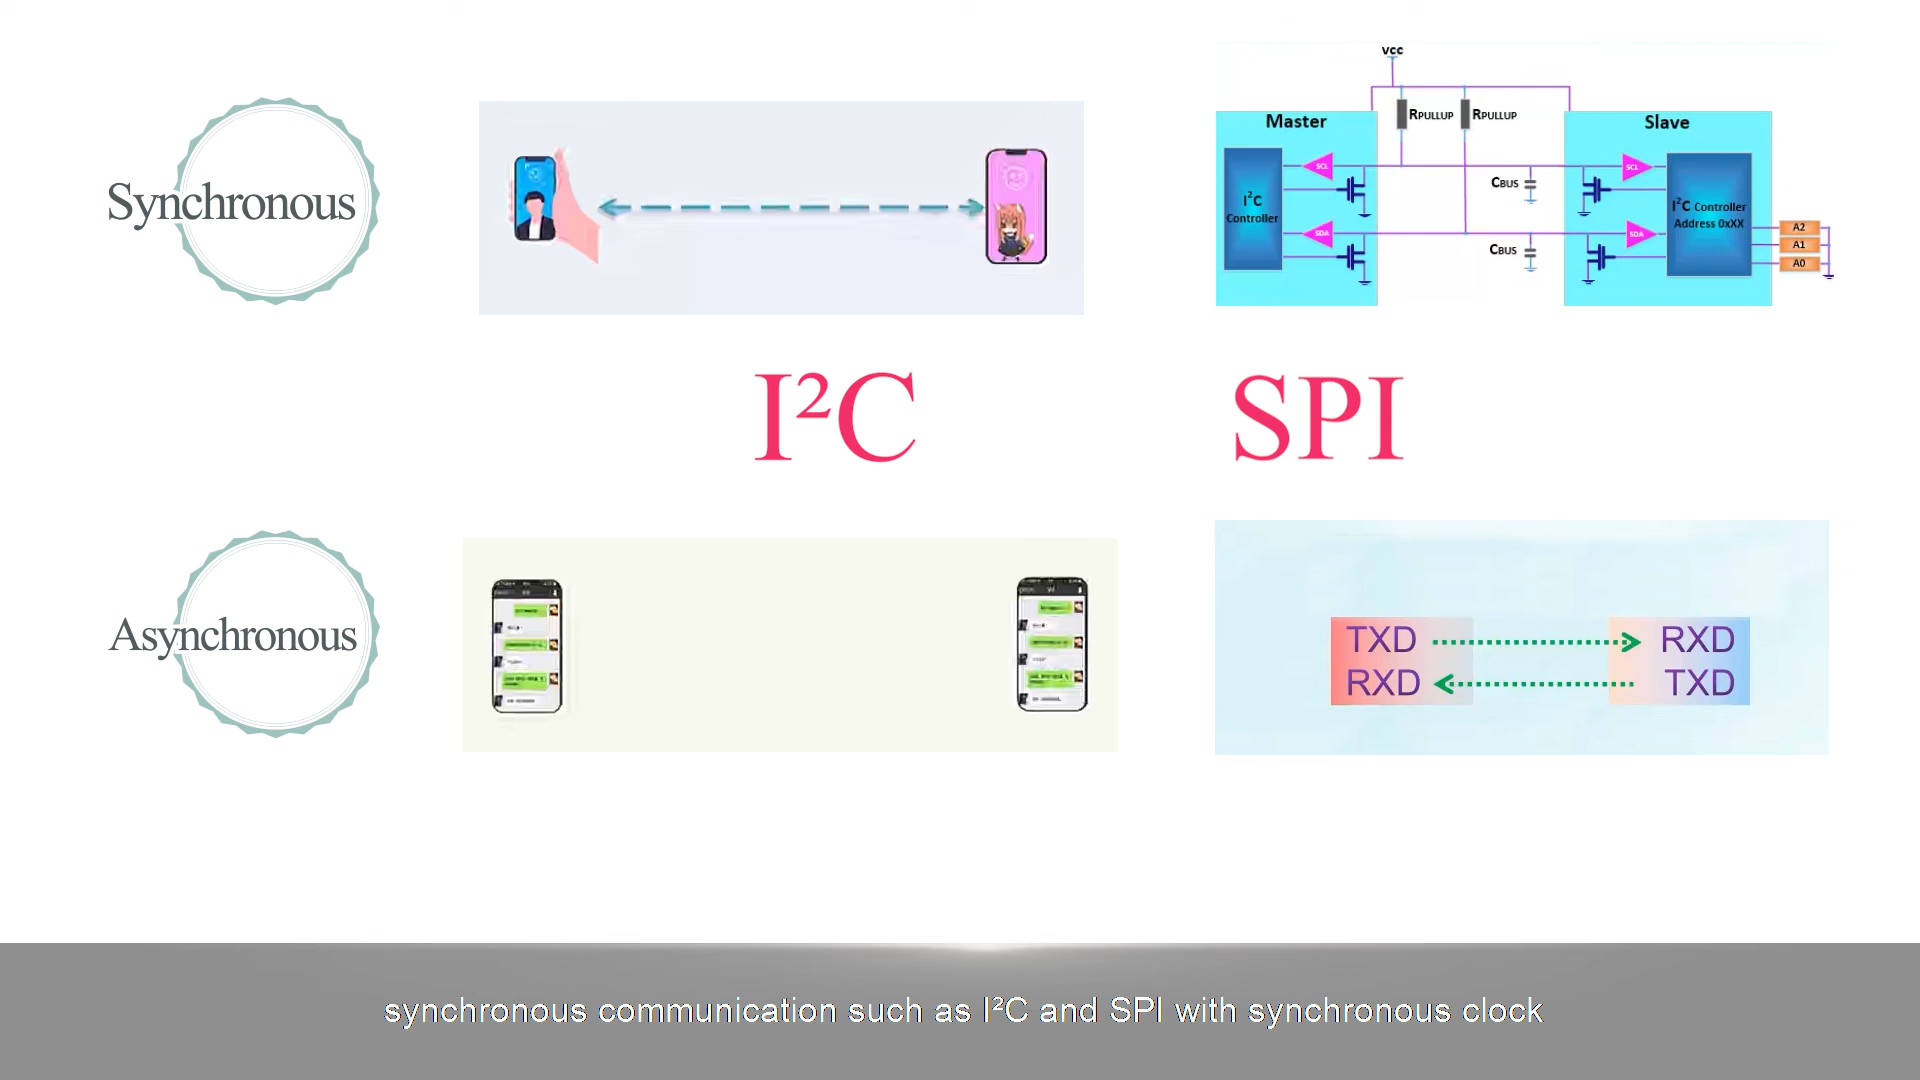 Synchronous
VCC
RPULLUP
RPULLUP
Master
Slave
SCL
SCL
CBUS
I²C
Controller
I²C Controller
Address 0xXX
SDA
SDA
CBUS
A2
A1
A0
I²C
SPI
Asynchronous
TXD
RXD
RXD
TXD
synchronous communication such as I²C and SPI with synchronous clock